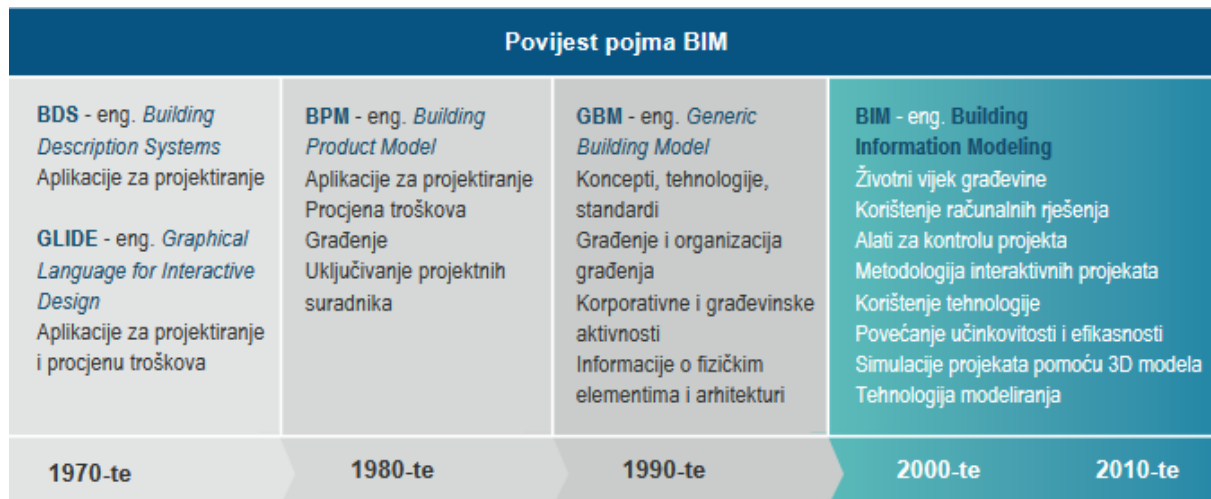 Povijest pojma BIM
BDS - eng. Building
Description Systems
Aplikacije za projektiranje
GLIDE - eng. Graphical
Language for Interactive
Design
Aplikacije za projektiranje
i procjenu troškova
BPM - eng. Building
Product Model
Aplikacije za projektiranje
Procjena troškova
Građenje
Uključivanje projektnih
suradnika
GBM - eng. Generic
Building Model
Koncepti, tehnologije,
standardi
Građenje i organizacija
građenja
Korporativne i građevinske
aktivnosti
Informacije o fizičkim
elementima i arhitekturi
BIM - eng. Building
Information Modeling
Životni vijek građevine
Korištenje računalnih rješenja
Alati za kontrolu projekta
Metodologija interaktivnih projekata
Korištenje tehnologije
Povećanje učinkovitosti i efikasnosti
Simulacije projekata pomoću 3D modela
Tehnologija modeliranja
1970-te
1980-te
1990-te
2000-te
2010-te